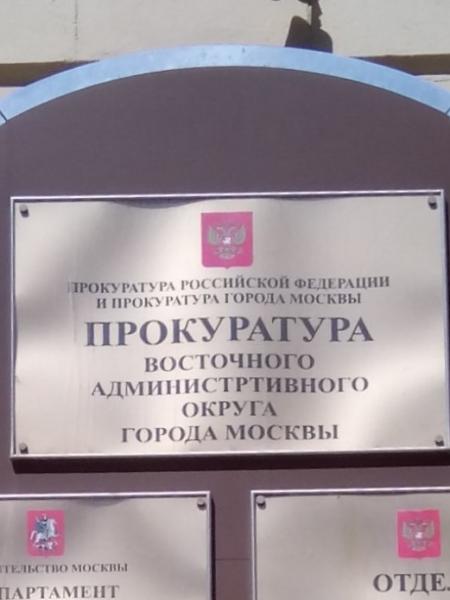 ПРОКУРАТУРА РОССИЙСКОЙ ФЕДЕРАЦИИ
И ПРОКУРАТУРА ГОРОДА МОСКВЫ
ПРОКУРАТУРА
ВОСТОЧНОГО
АДМИНИСТРТИВНОГО
ОКРУГА
ГОРОДА МОСКВЫ
МОСКВЫ